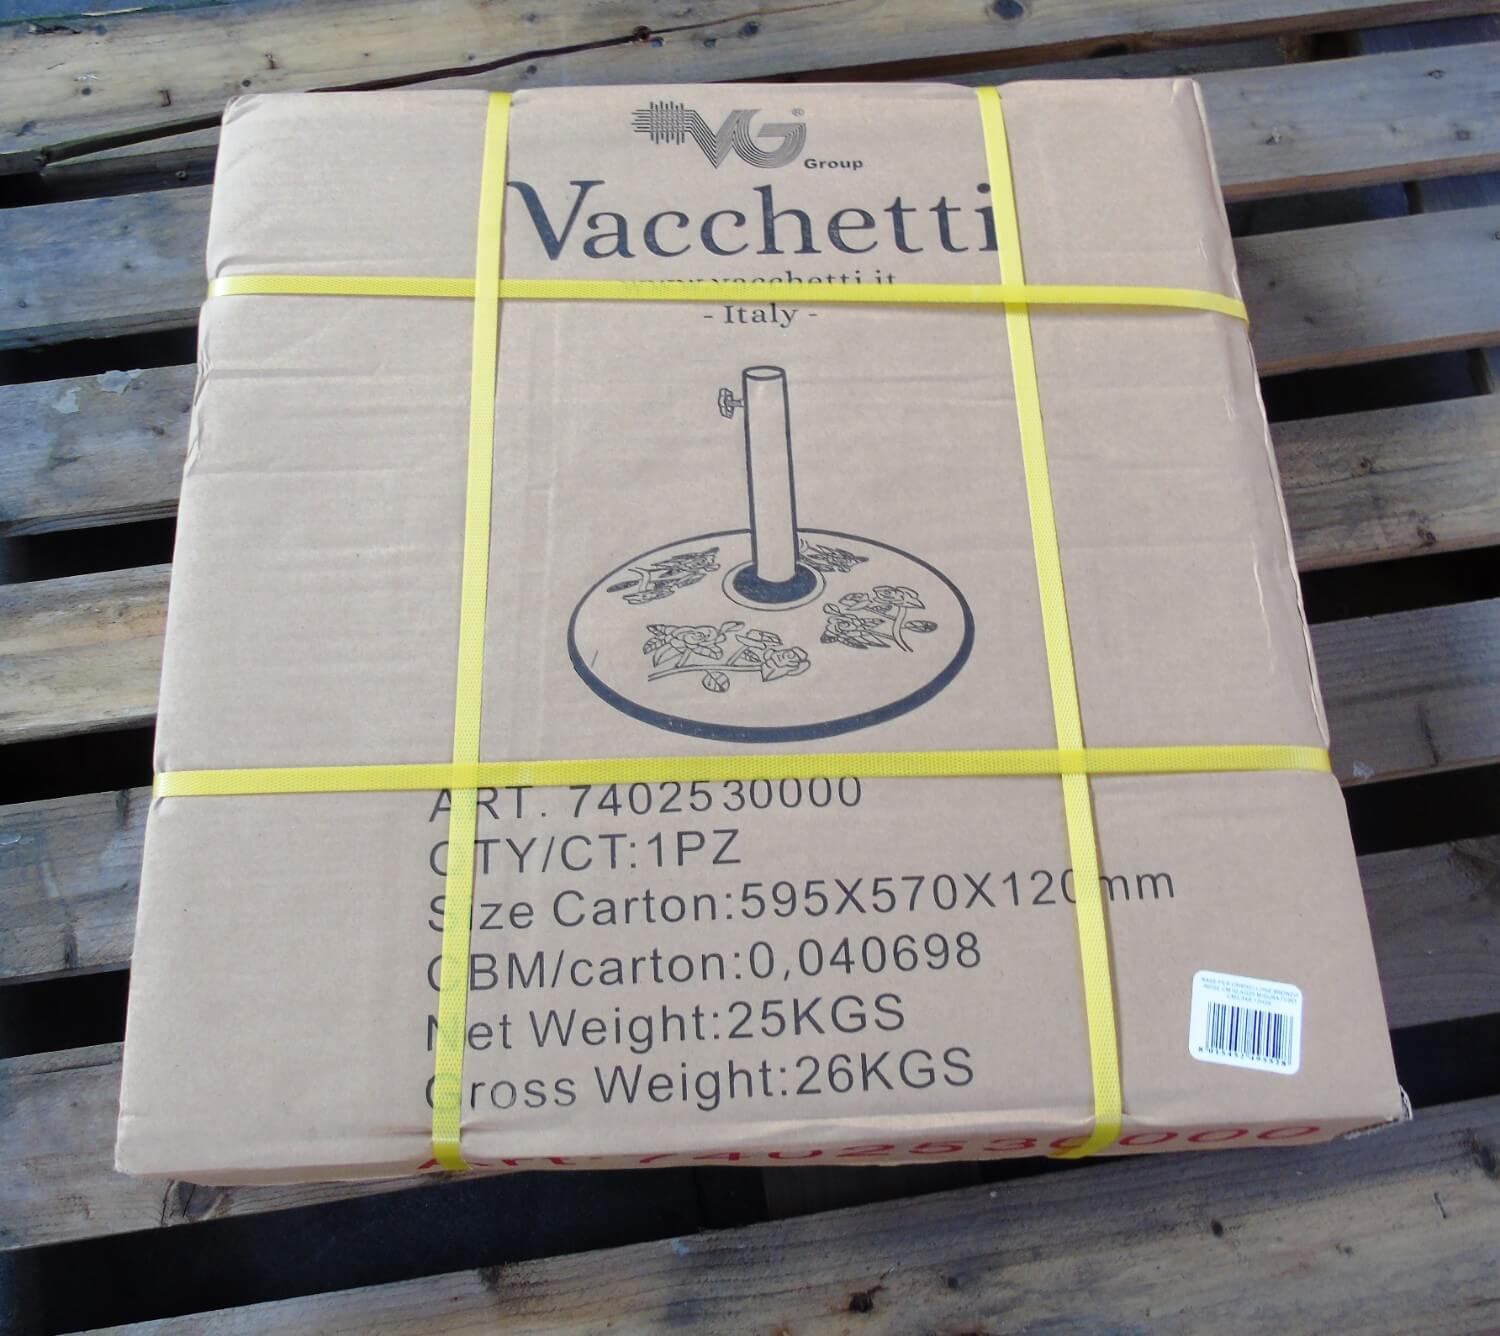 VG®
Group
Vacchetti
www.vacchetti.it
- Italy -
ART. 7402530000
QTY/CT:1PZ
Size Carton:595X570X120mm
CBM/carton:0,040698
Net Weight:25KGS
Gross Weight:26KGS
Art. 7402530000